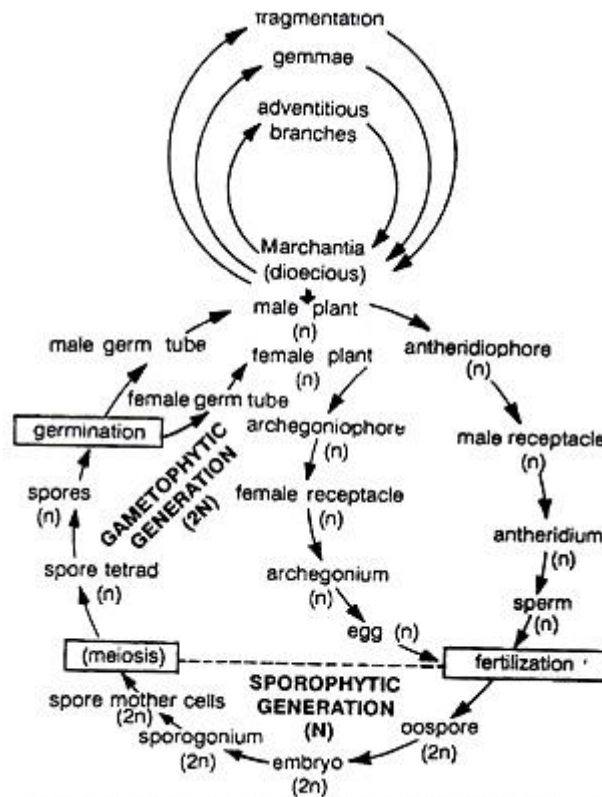 fragmentation
gemmae
adventitious
branches
Marchantia
(dioecious)
male plant
(n)
male germ tube
female plant
(n)
antheridiophore
(n)
female germ tube
germination
archegoniophore
(n)
male receptacle
(n)
spores
(n)
GAMETOPHYTIC
GENERATION
(2N)
female receptacle
(n)
antheridium
(n)
spore tetrad
(n)
archegonium
(n)
sperm
(n)
egg (n)
(meiosis)
fertilization
SPOROPHYTIC
GENERATION
(N)
spore mother cells
(2n)
oospore
(2n)
sporogonium
(2n)
embryo
(2n)